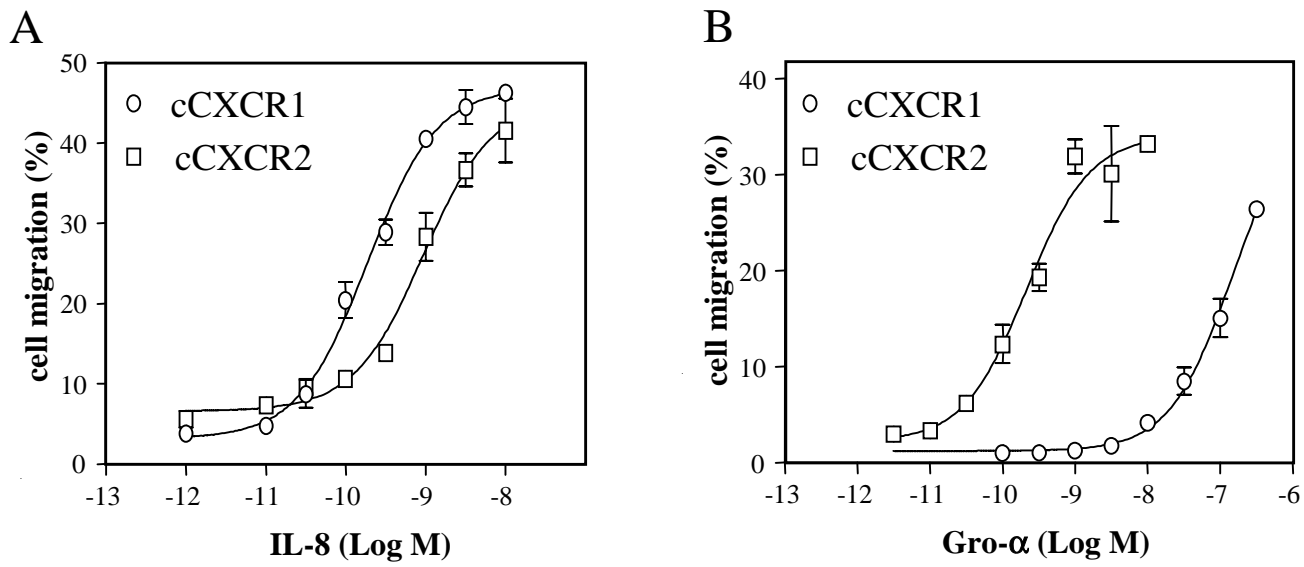 A
cell migration (%)
50
40
30
20
10
0
cCXCR1
cCXCR2
-13 -12 -11 -10 -9 -8
IL-8 (Log M)
B
cell migration (%)
40
30
20
10
0
cCXCR1
cCXCR2
-13 -12 -11 -10 -9 -8 -7 -6
Gro-α (Log M)